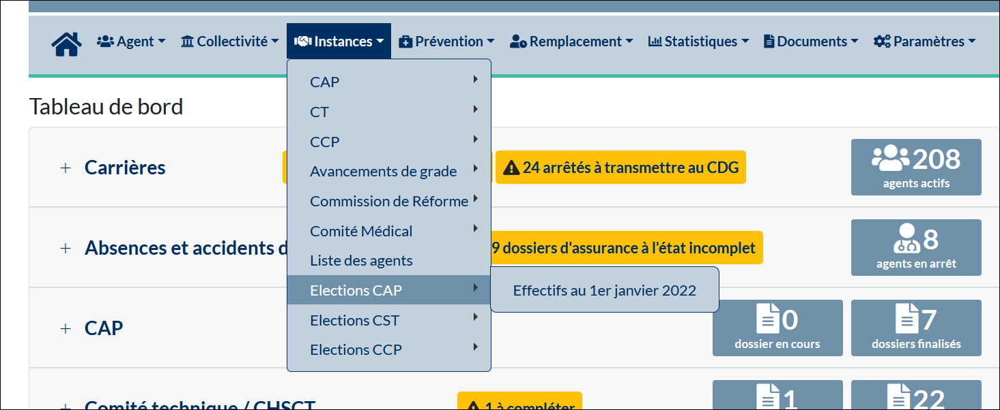 Agent Collectivité Instances Prévention Remplacement Statistiques Documents Paramètres
CAP
CT
CCP
Avancements de grade
Commission de Réforme
Comité Médical
Liste des agents
Elections CAP
Elections CST
Elections CCP
Effectifs au 1er janvier 2022
Tableau de bord
+ Carrières
24 arrêtés à transmettre au CDG
208
agents actifs
+ Absences et accidents d
9 dossiers d'assurance à l'état incomplet
8
agents en arrêt
+ CAP
0
dossier en cours
7
dossiers finalisés
+ Comité technique / CHSCT
1 à compléter
1
22